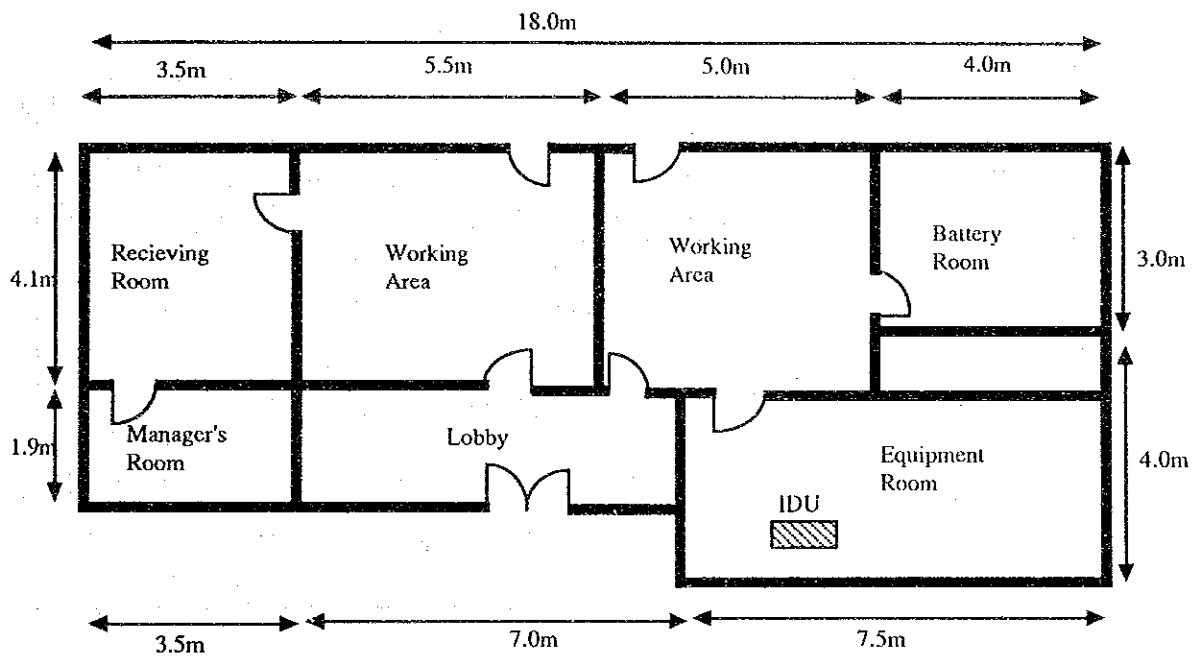 18.0m
3.5m
5.5m
5.0m
4.0m
Recieving
Room
Working
Area
Working
Area
Battery
Room
4.1m
3.0m
Manager's
Room
Lobby
Equipment
Room
1.9m
4.0m
IDU
3.5m
7.0m
7.5m